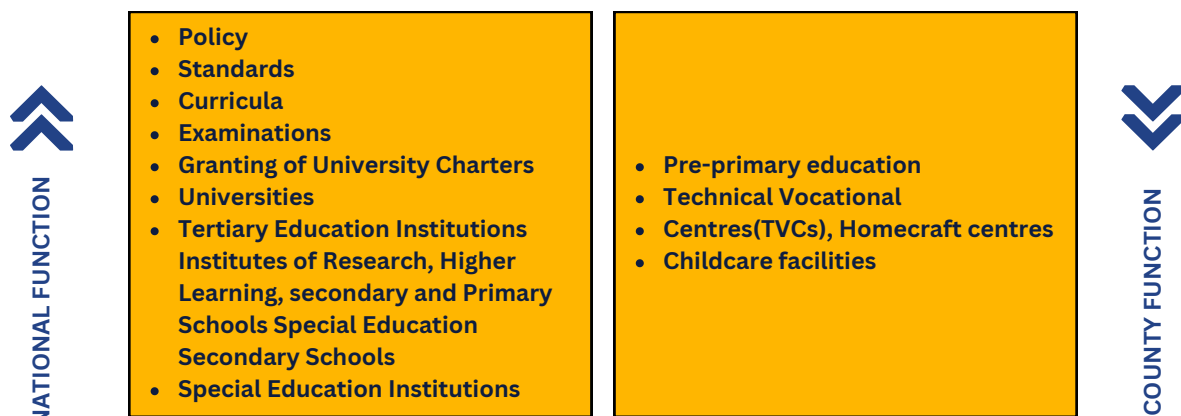 NATIONAL FUNCTION
• Policy
• Standards
• Curricula
• Examinations
• Granting of University Charters
• Universities
• Tertiary Education Institutions
Institutes of Research, Higher
Learning, secondary and Primary
Schools Special Education
Secondary Schools
• Special Education Institutions
• Pre-primary education
• Technical Vocational
• Centres(TVCs), Homecraft centres
• Childcare facilities
COUNTY FUNCTION